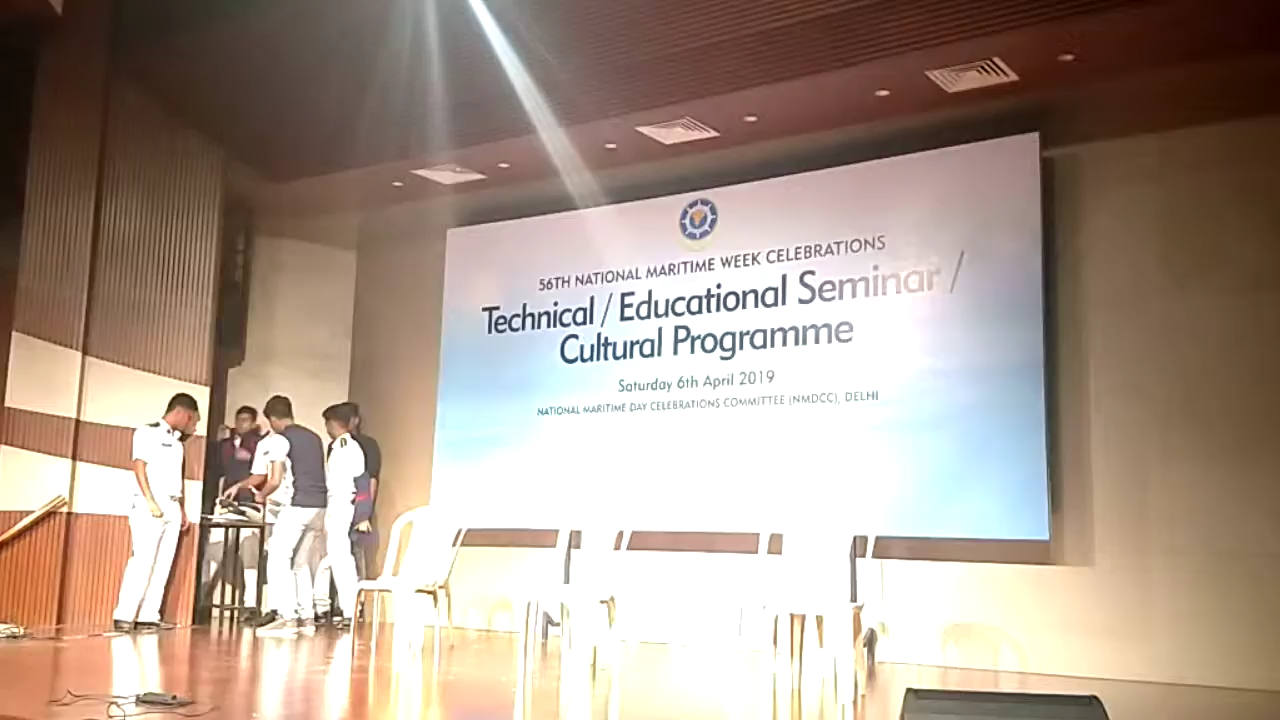 56TH NATIONAL MARITIME WEEK CELEBRATIONS
Technical / Educational Seminar /
Cultural Programme
Saturday 6th April 2019
NATIONAL MARITIME DAY CELEBRATIONS COMMITTEE (NMDCC), DELHI